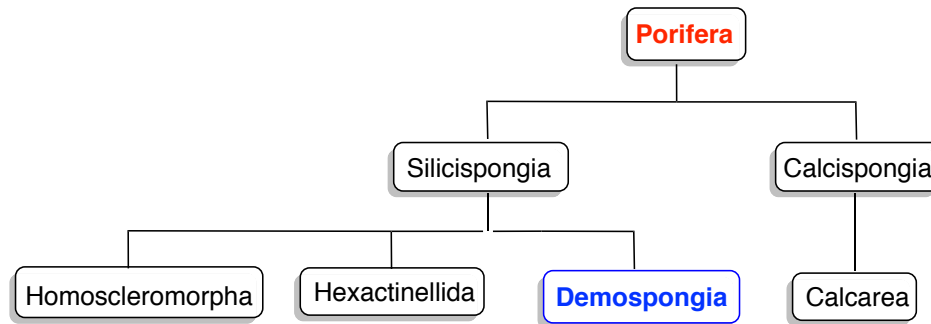 Porifera
Silicispongia
Calcispongia
Homoscleromorpha
Hexactinellida
Demospongia
Calcarea